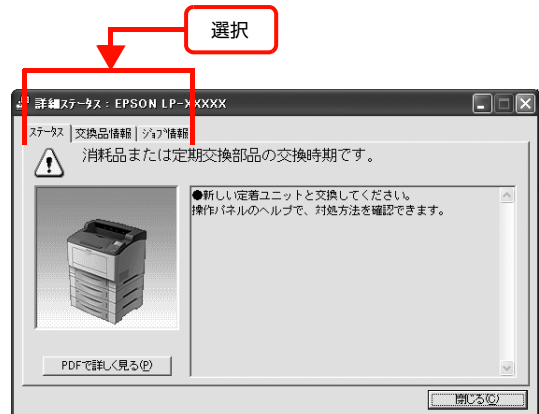 選択
詳細ステータス : EPSON LP-XXXXX
ステータス 交換品情報 ジョブ情報
消耗品または定期交換部品の交換時期です。
●新しい定着ユニットと交換してください。
操作パネルのヘルプで、対処方法を確認できます。
PDFで詳しく見る(P)
閉じる(C)